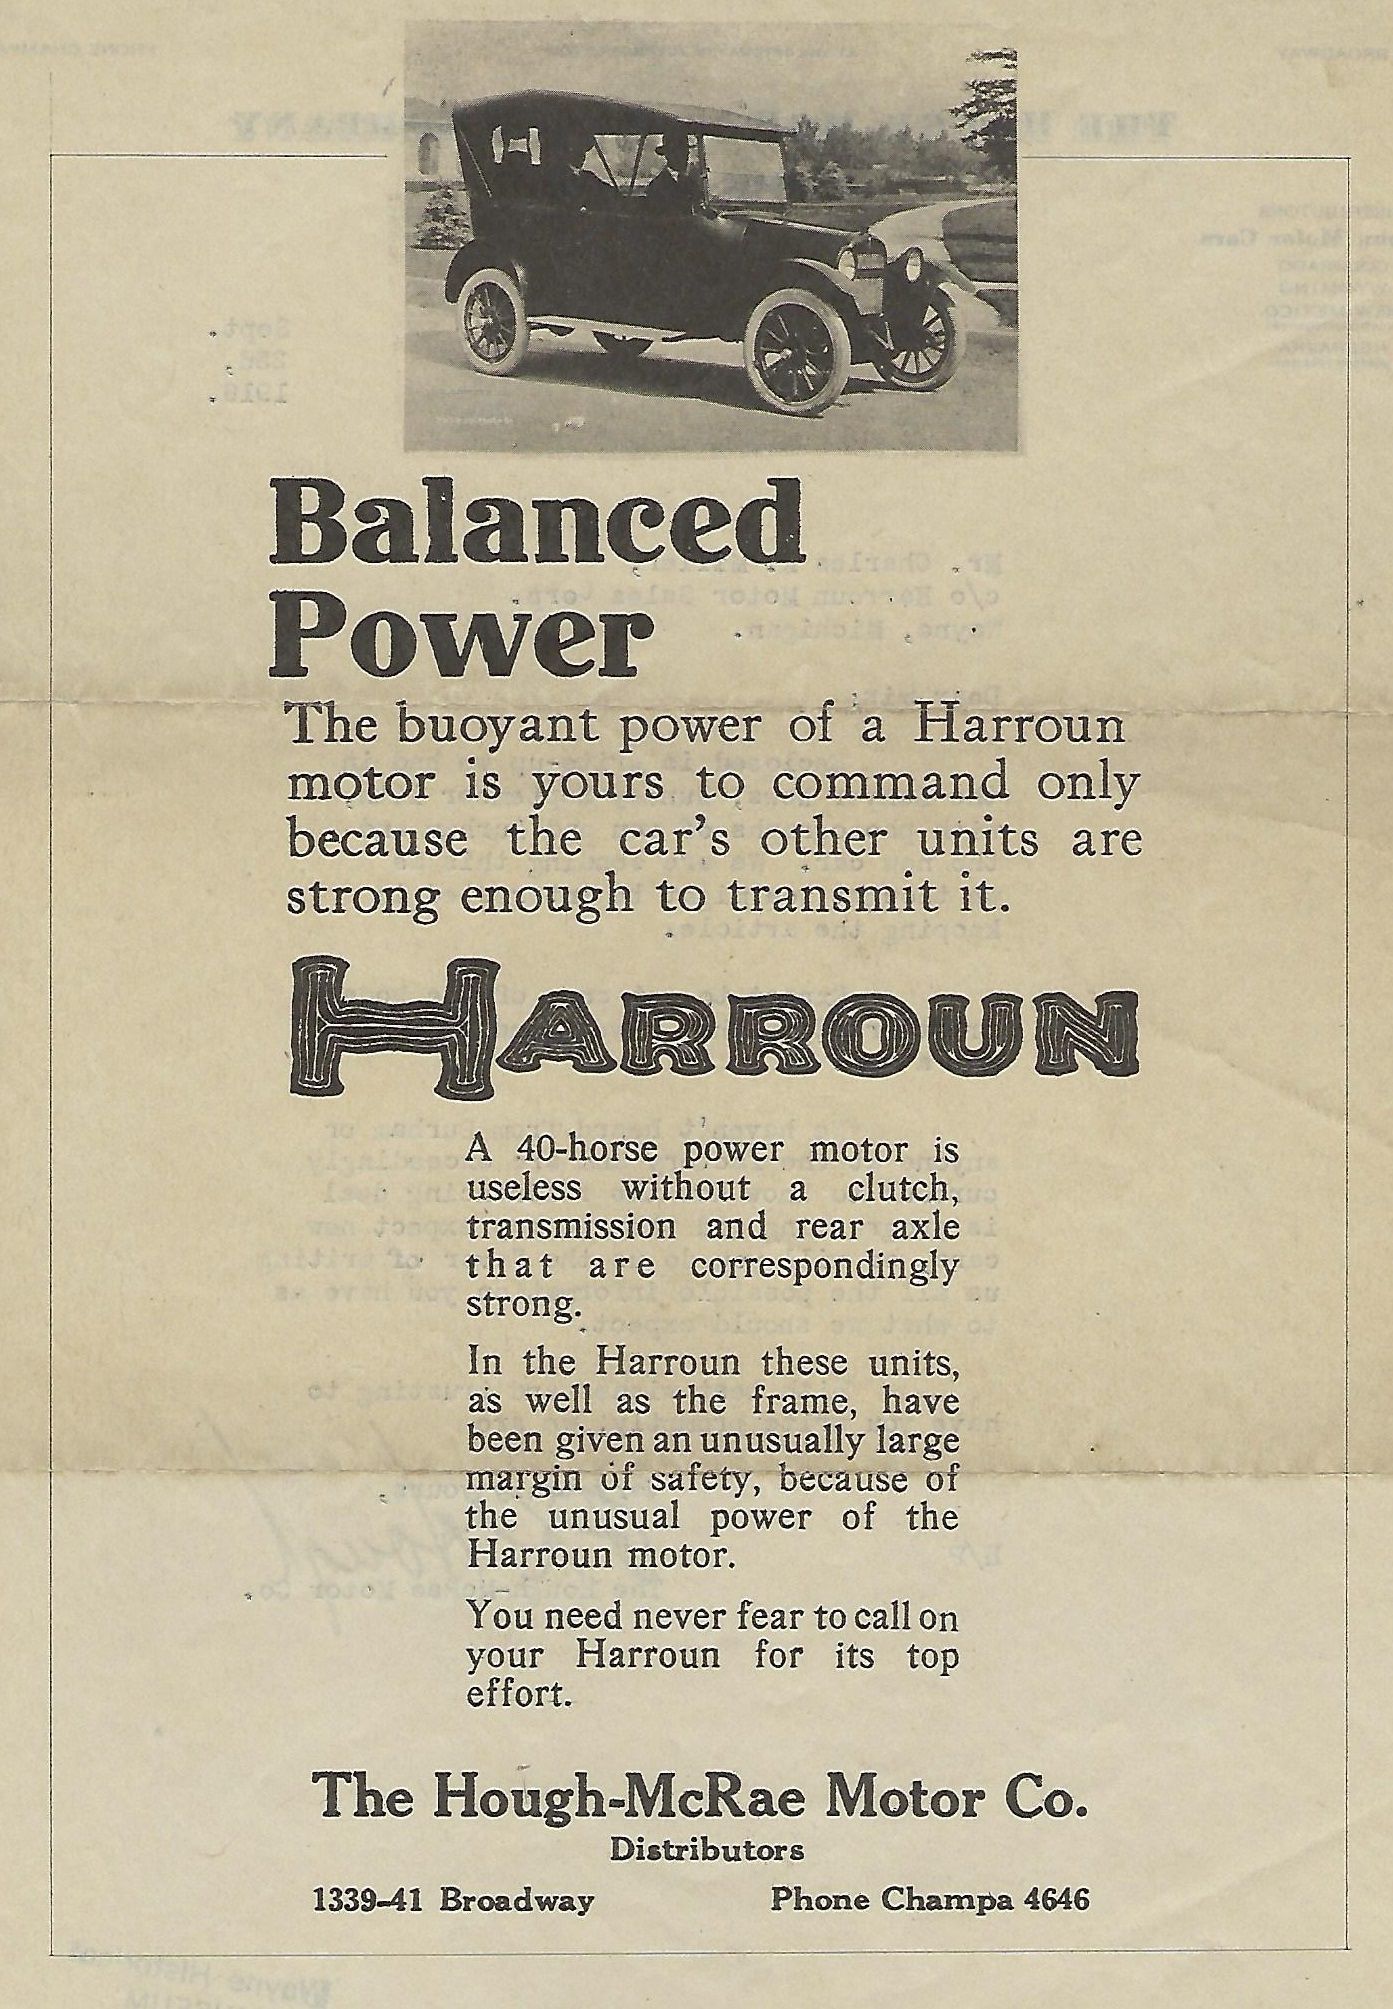 Balanced
Power
The buoyant power of a Harroun
motor is yours to command only
because the car's other units are
strong enough to transmit it.
HARROUN
A 40-horse power motor is
useless without a clutch,
transmission and rear axle
that are correspondingly
strong.
In the Harroun these units,
as well as the frame, have
been given an unusually large
margin of safety, because of
the unusual power of the
Harroun motor.
You need never fear to call on
your Harroun for its top
effort.
The Hough-McRae Motor Co.
Distributors
1339-41 Broadway Phone Champa 4646